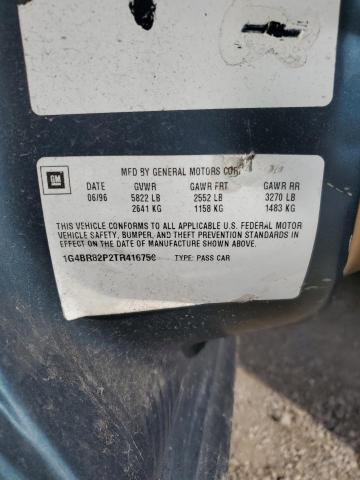 GM
MFD BY GENERAL MOTORS CORP
DATE GVWR GAWR FRT GAWR RR
06/96 5822 LB 2552 LB 3270 LB
2641 KG 1158 KG 1483 KG
THIS VEHICLE CONFORMS TO ALL APPLICABLE U.S. FEDERAL MOTOR
VEHICLE SAFETY, BUMPER, AND THEFT PREVENTION STANDARDS IN
EFFECT ON THE DATE OF MANUFACTURE SHOWN ABOVE.
TYPE: PASS CAR